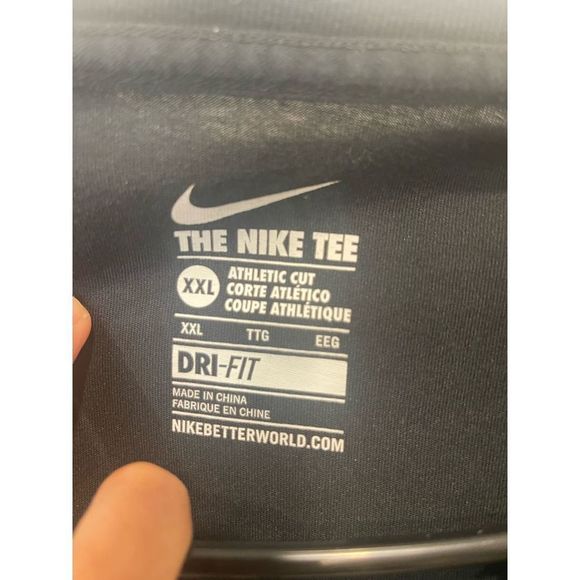 THE NIKE TEE
XXL
ATHLETIC CUT
CORTE ATLÉTICO
COUPE ATHLÉTIQUE
XXL TTG EEG
DRI-FIT
MADE IN CHINA
FABRIQUE EN CHINE
NIKEBETTERWORLD.COM